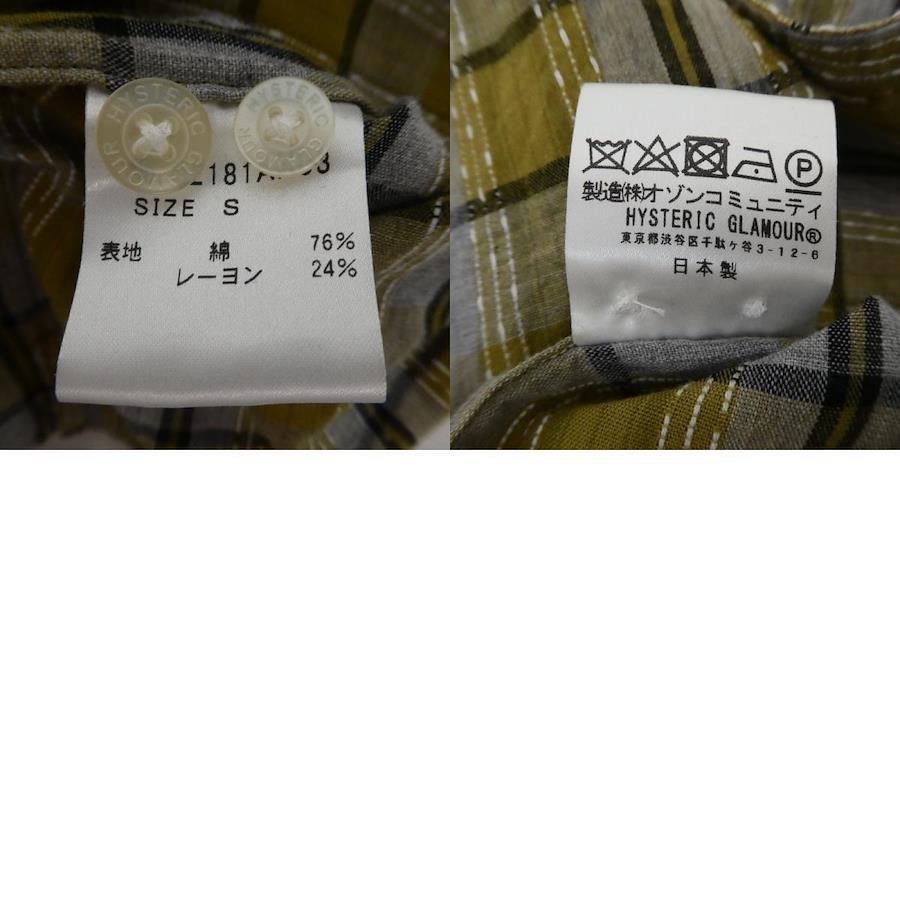 HYSTERIC GLAMOUR
HYSTERIC GLAMOUR
SIZE S
表地 綿 76%
レーヨン 24%
P
製造(株)オゾンコミュニティ
HYSTERIC GLAMOUR®
東京都渋谷区千駄ヶ谷3-12-6
日本製